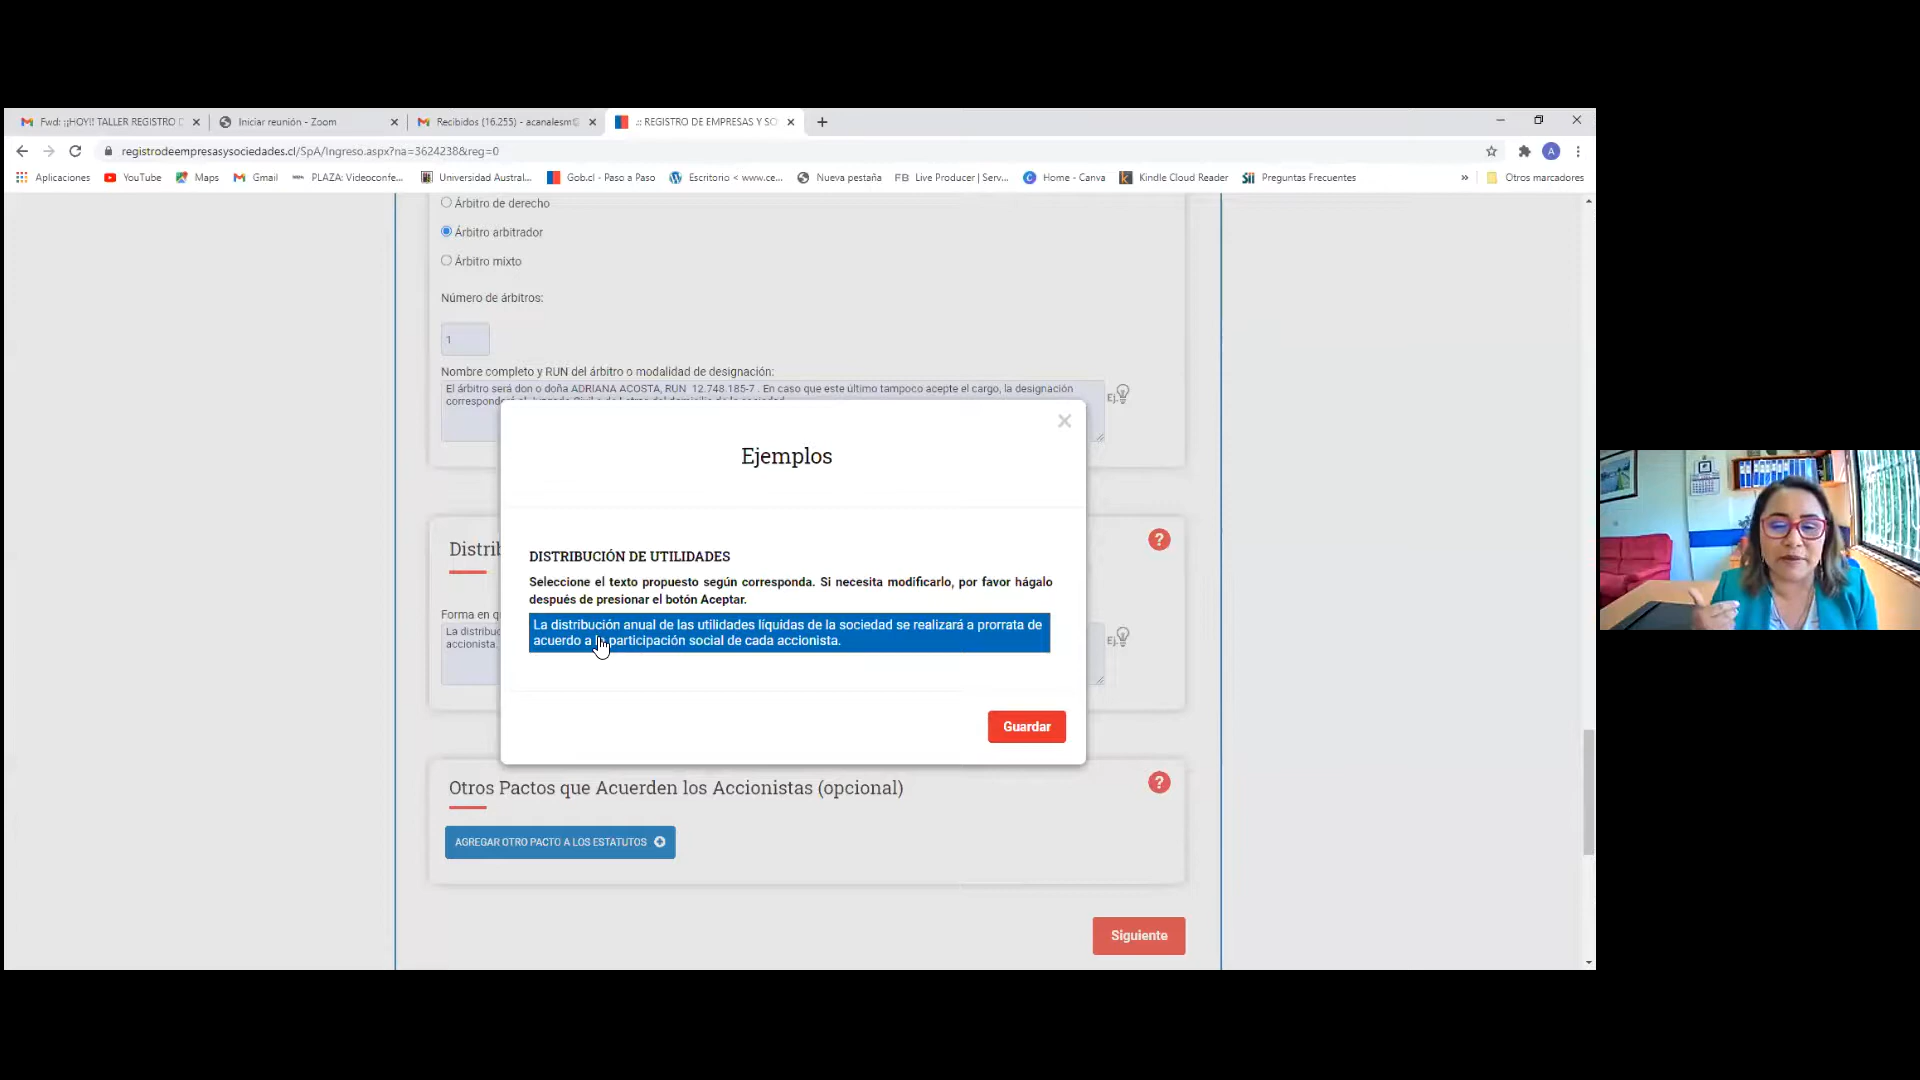 Fwd: ¡¡HOY!! TALLER REGISTRO D
Iniciar reunión - Zoom
Recibidos (16.255) - acanalesm
.:: REGISTRO DE EMPRESAS Y SO
registrodeempresasysociedades.cl/SpA/Ingreso.aspx?na=3624238&reg=0
A
Aplicaciones
YouTube
Maps
Gmail
PLAZA: Videoconfe...
Universidad Austral...
Gob.cl - Paso a Paso
Escritorio < www.ce...
Nueva pestaña
FB Live Producer | Serv...
Home - Canva
Kindle Cloud Reader
Sii Preguntas Frecuentes
»
Otros marcadores
Árbitro de derecho
Árbitro arbitrador
Árbitro mixto
Número de árbitros:
1
Nombre completo y RUN del árbitro o modalidad de designación:
El árbitro será don o doña ADRIANA ACOSTA, RUN 12.748.185-7 . En caso que este último tampoco acepte el cargo, la designación
Ej.
Ejemplos
DISTRIBUCIÓN DE UTILIDADES
Seleccione el texto propuesto según corresponda. Si necesita modificarlo, por favor hágalo
después de presionar el botón Aceptar.
La distribución anual de las utilidades líquidas de la sociedad se realizará a prorrata de
acuerdo a la participación social de cada accionista.
Guardar
Distrib
?
Forma en q
La distribuc
accionista.
Ej.
Otros Pactos que Acuerden los Accionistas (opcional)
?
AGREGAR OTRO PACTO A LOS ESTATUTOS
Siguiente